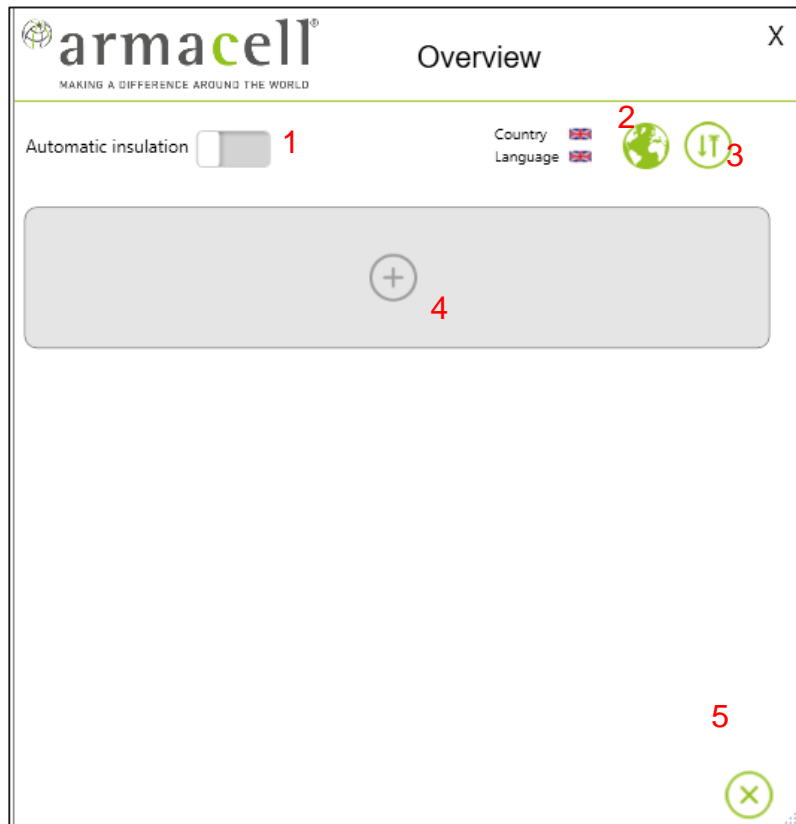 armacell®
MAKING A DIFFERENCE AROUND THE WORLD
Overview
X
Automatic insulation
1
Country
Language
2
3
4
5